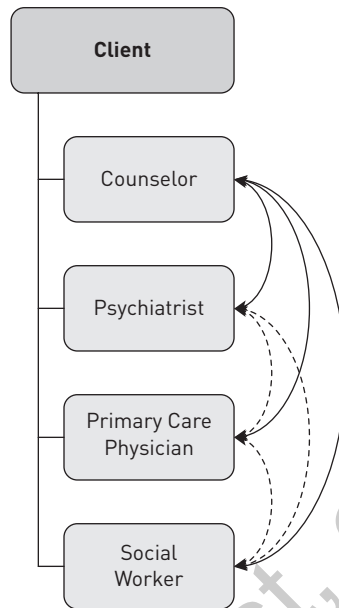 Client
Counselor
Psychiatrist
Primary Care
Physician
Social
Worker